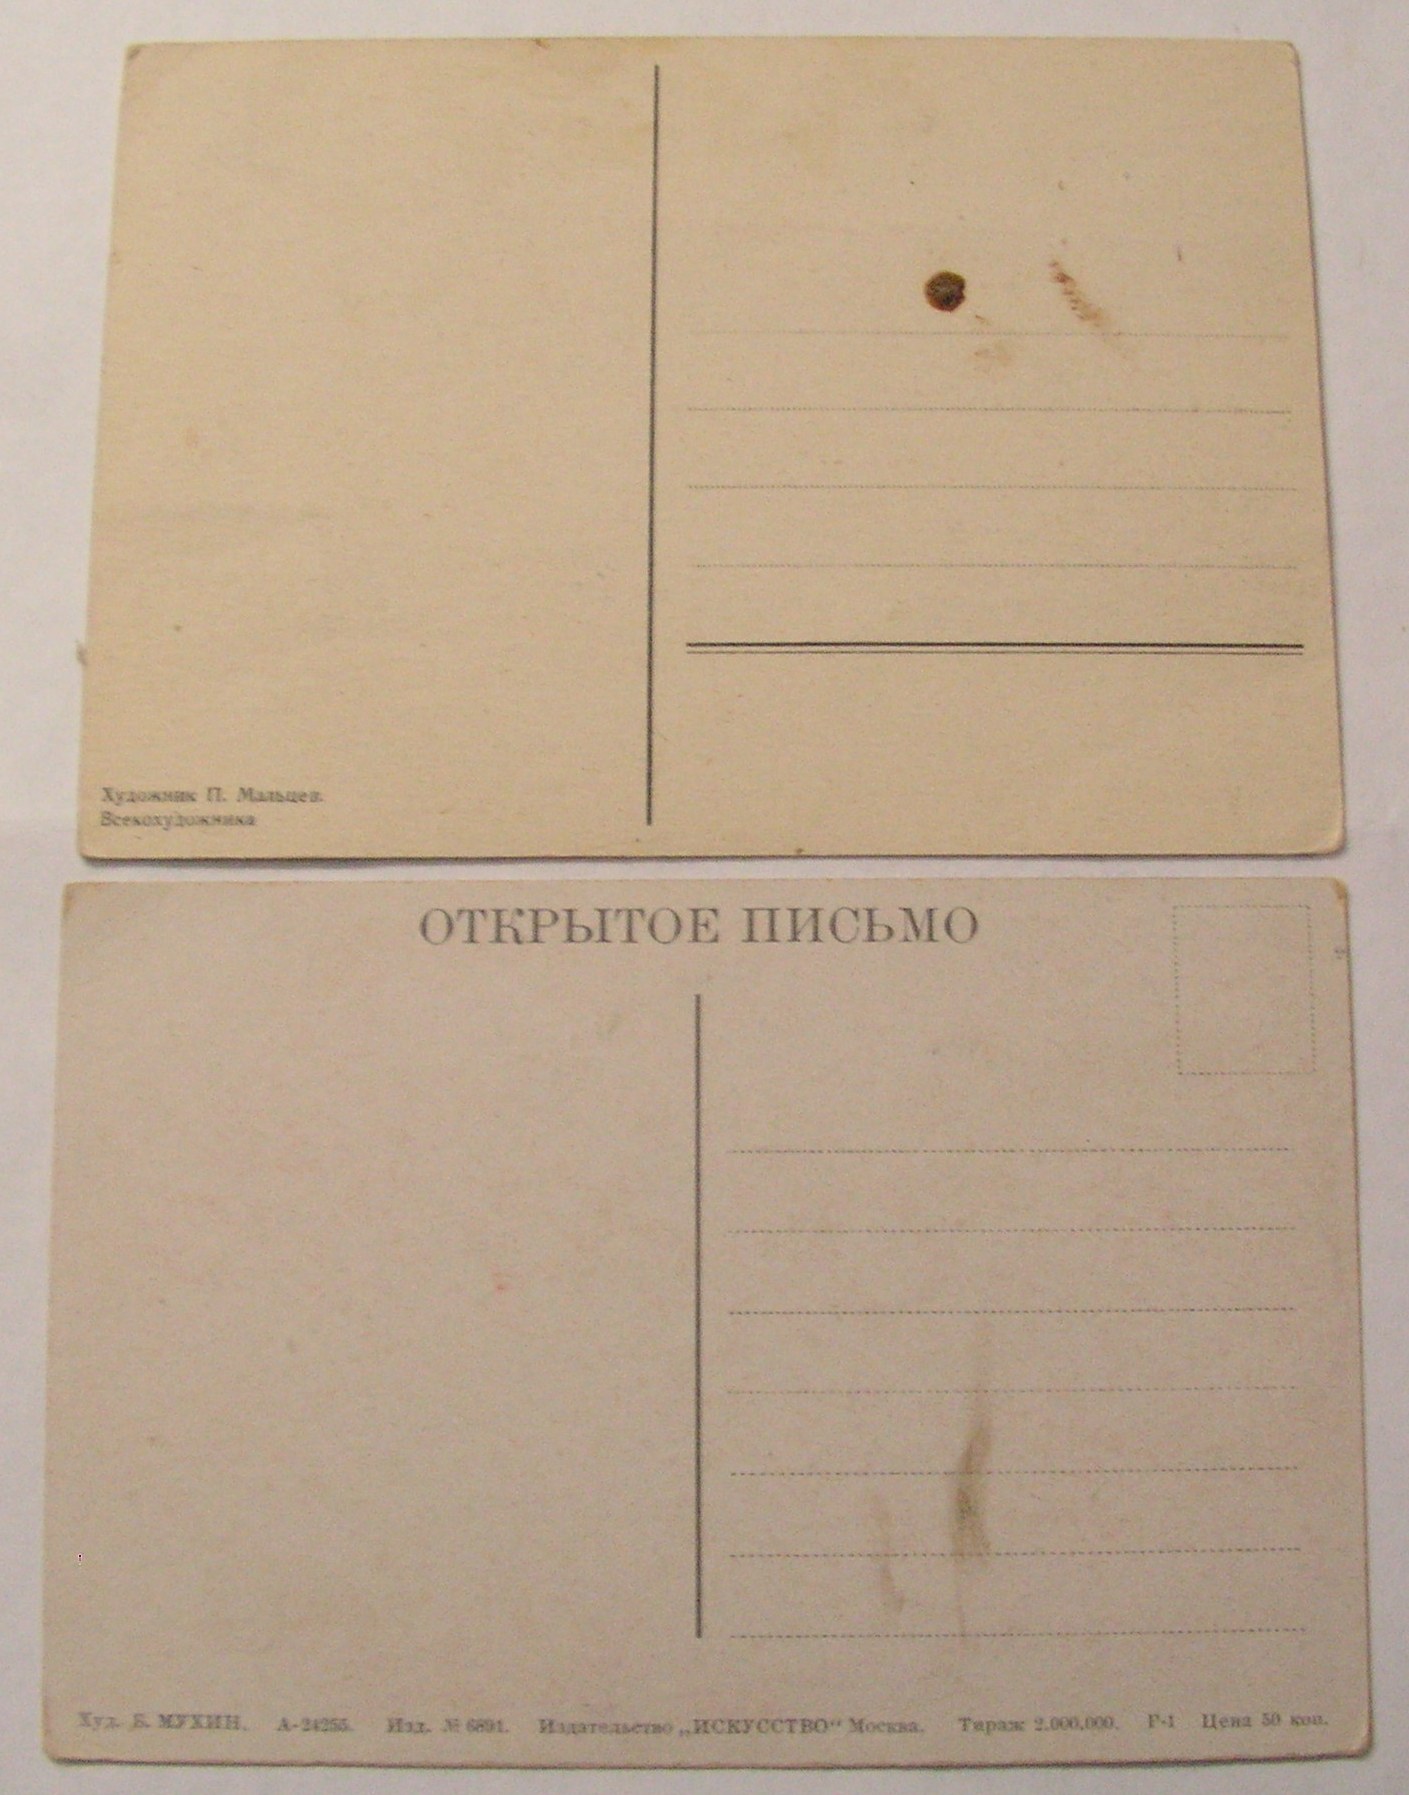 Художник П. Мальцев.
Всекохудожника
ОТКРЫТОЕ ПИСЬМО
Худ. Б. МУХИН. А-24255. Изд. № 6891. Издательство „ИСКУССТВО“ Москва. Тираж 2.000.000. Р-1 Цена 50 коп.